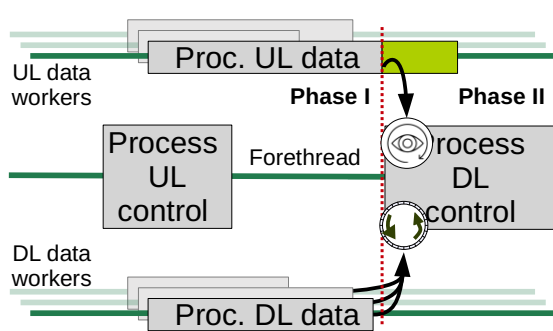 Proc. UL data
UL data
workers
Phase I
Phase II
Process
UL
control
Forethread
rocess
DL
control
DL data
workers
Proc. DL data